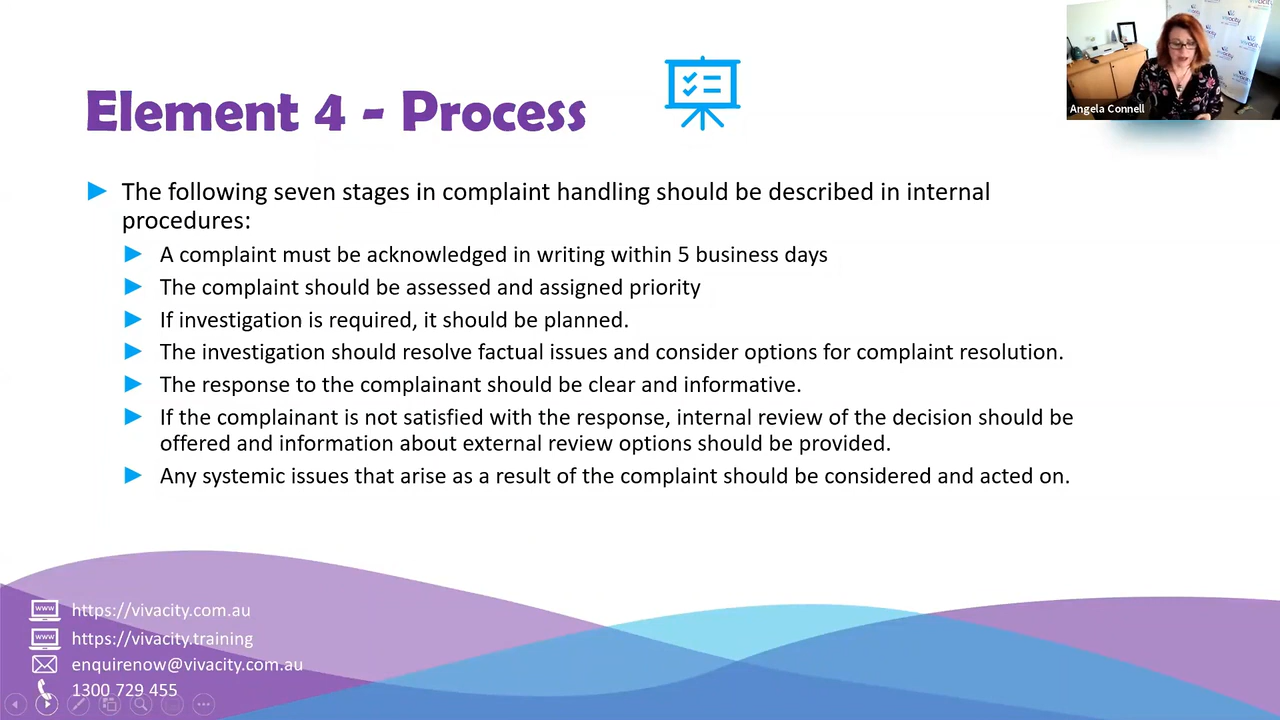 Element 4 - Process
Angela Connell
The following seven stages in complaint handling should be described in internal
procedures:
A complaint must be acknowledged in writing within 5 business days
The complaint should be assessed and assigned priority
If investigation is required, it should be planned.
The investigation should resolve factual issues and consider options for complaint resolution.
The response to the complainant should be clear and informative.
If the complainant is not satisfied with the response, internal review of the decision should be
offered and information about external review options should be provided.
Any systemic issues that arise as a result of the complaint should be considered and acted on.
www https://vivacity.com.au
www https://vivacity.training
enquirenow@vivacity.com.au
1300 729 455